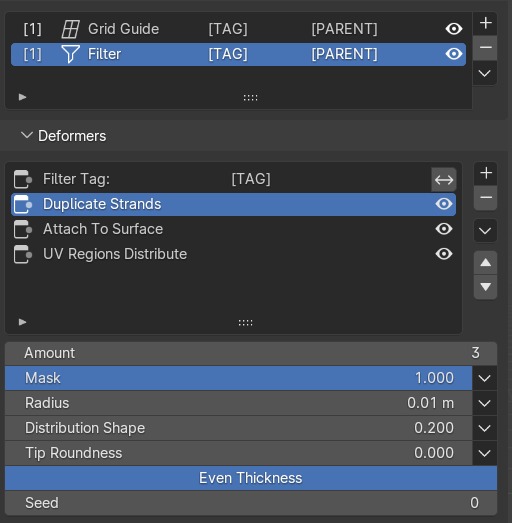 [1] Grid Guide [TAG] [PARENT]
[1] Filter [TAG] [PARENT]
Deformers
Filter Tag: [TAG]
Duplicate Strands
Attach To Surface
UV Regions Distribute
Amount 3
Mask 1.000
Radius 0.01 m
Distribution Shape 0.200
Tip Roundness 0.000
Even Thickness
Seed 0